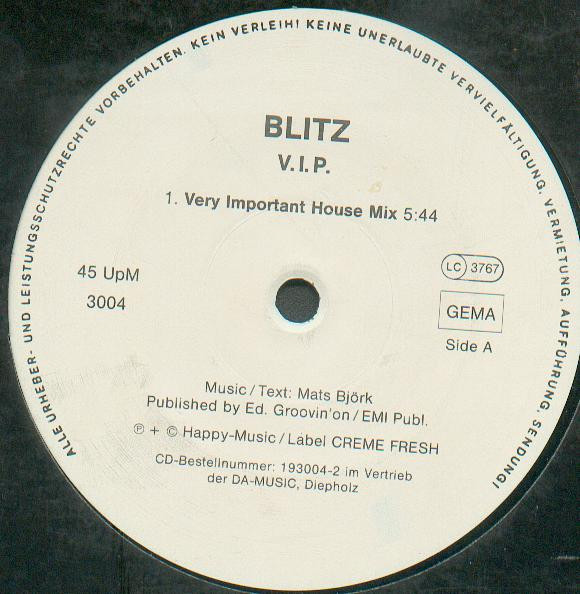 ALLE URHEBER- UND LEISTUNGSSCHUTZRECHTE VORBEHALTEN. KEIN VERLEIH! KEINE UNERLAUBTE VERVIELFÄLTIGUNG, VERMIETUNG, AUFFÜHRUNG, SENDUNG!
BLITZ
V.I.P.
1. Very Important House Mix 5:44
45 UpM
3004
LC 3767
GEMA
Side A
Music / Text: Mats Björk
Published by Ed. Groovin'on / EMI Publ.
℗ + © Happy-Music / Label CREME FRESH
CD-Bestellnummer: 193004-2 im Vertrieb
der DA-MUSIC, Diepholz